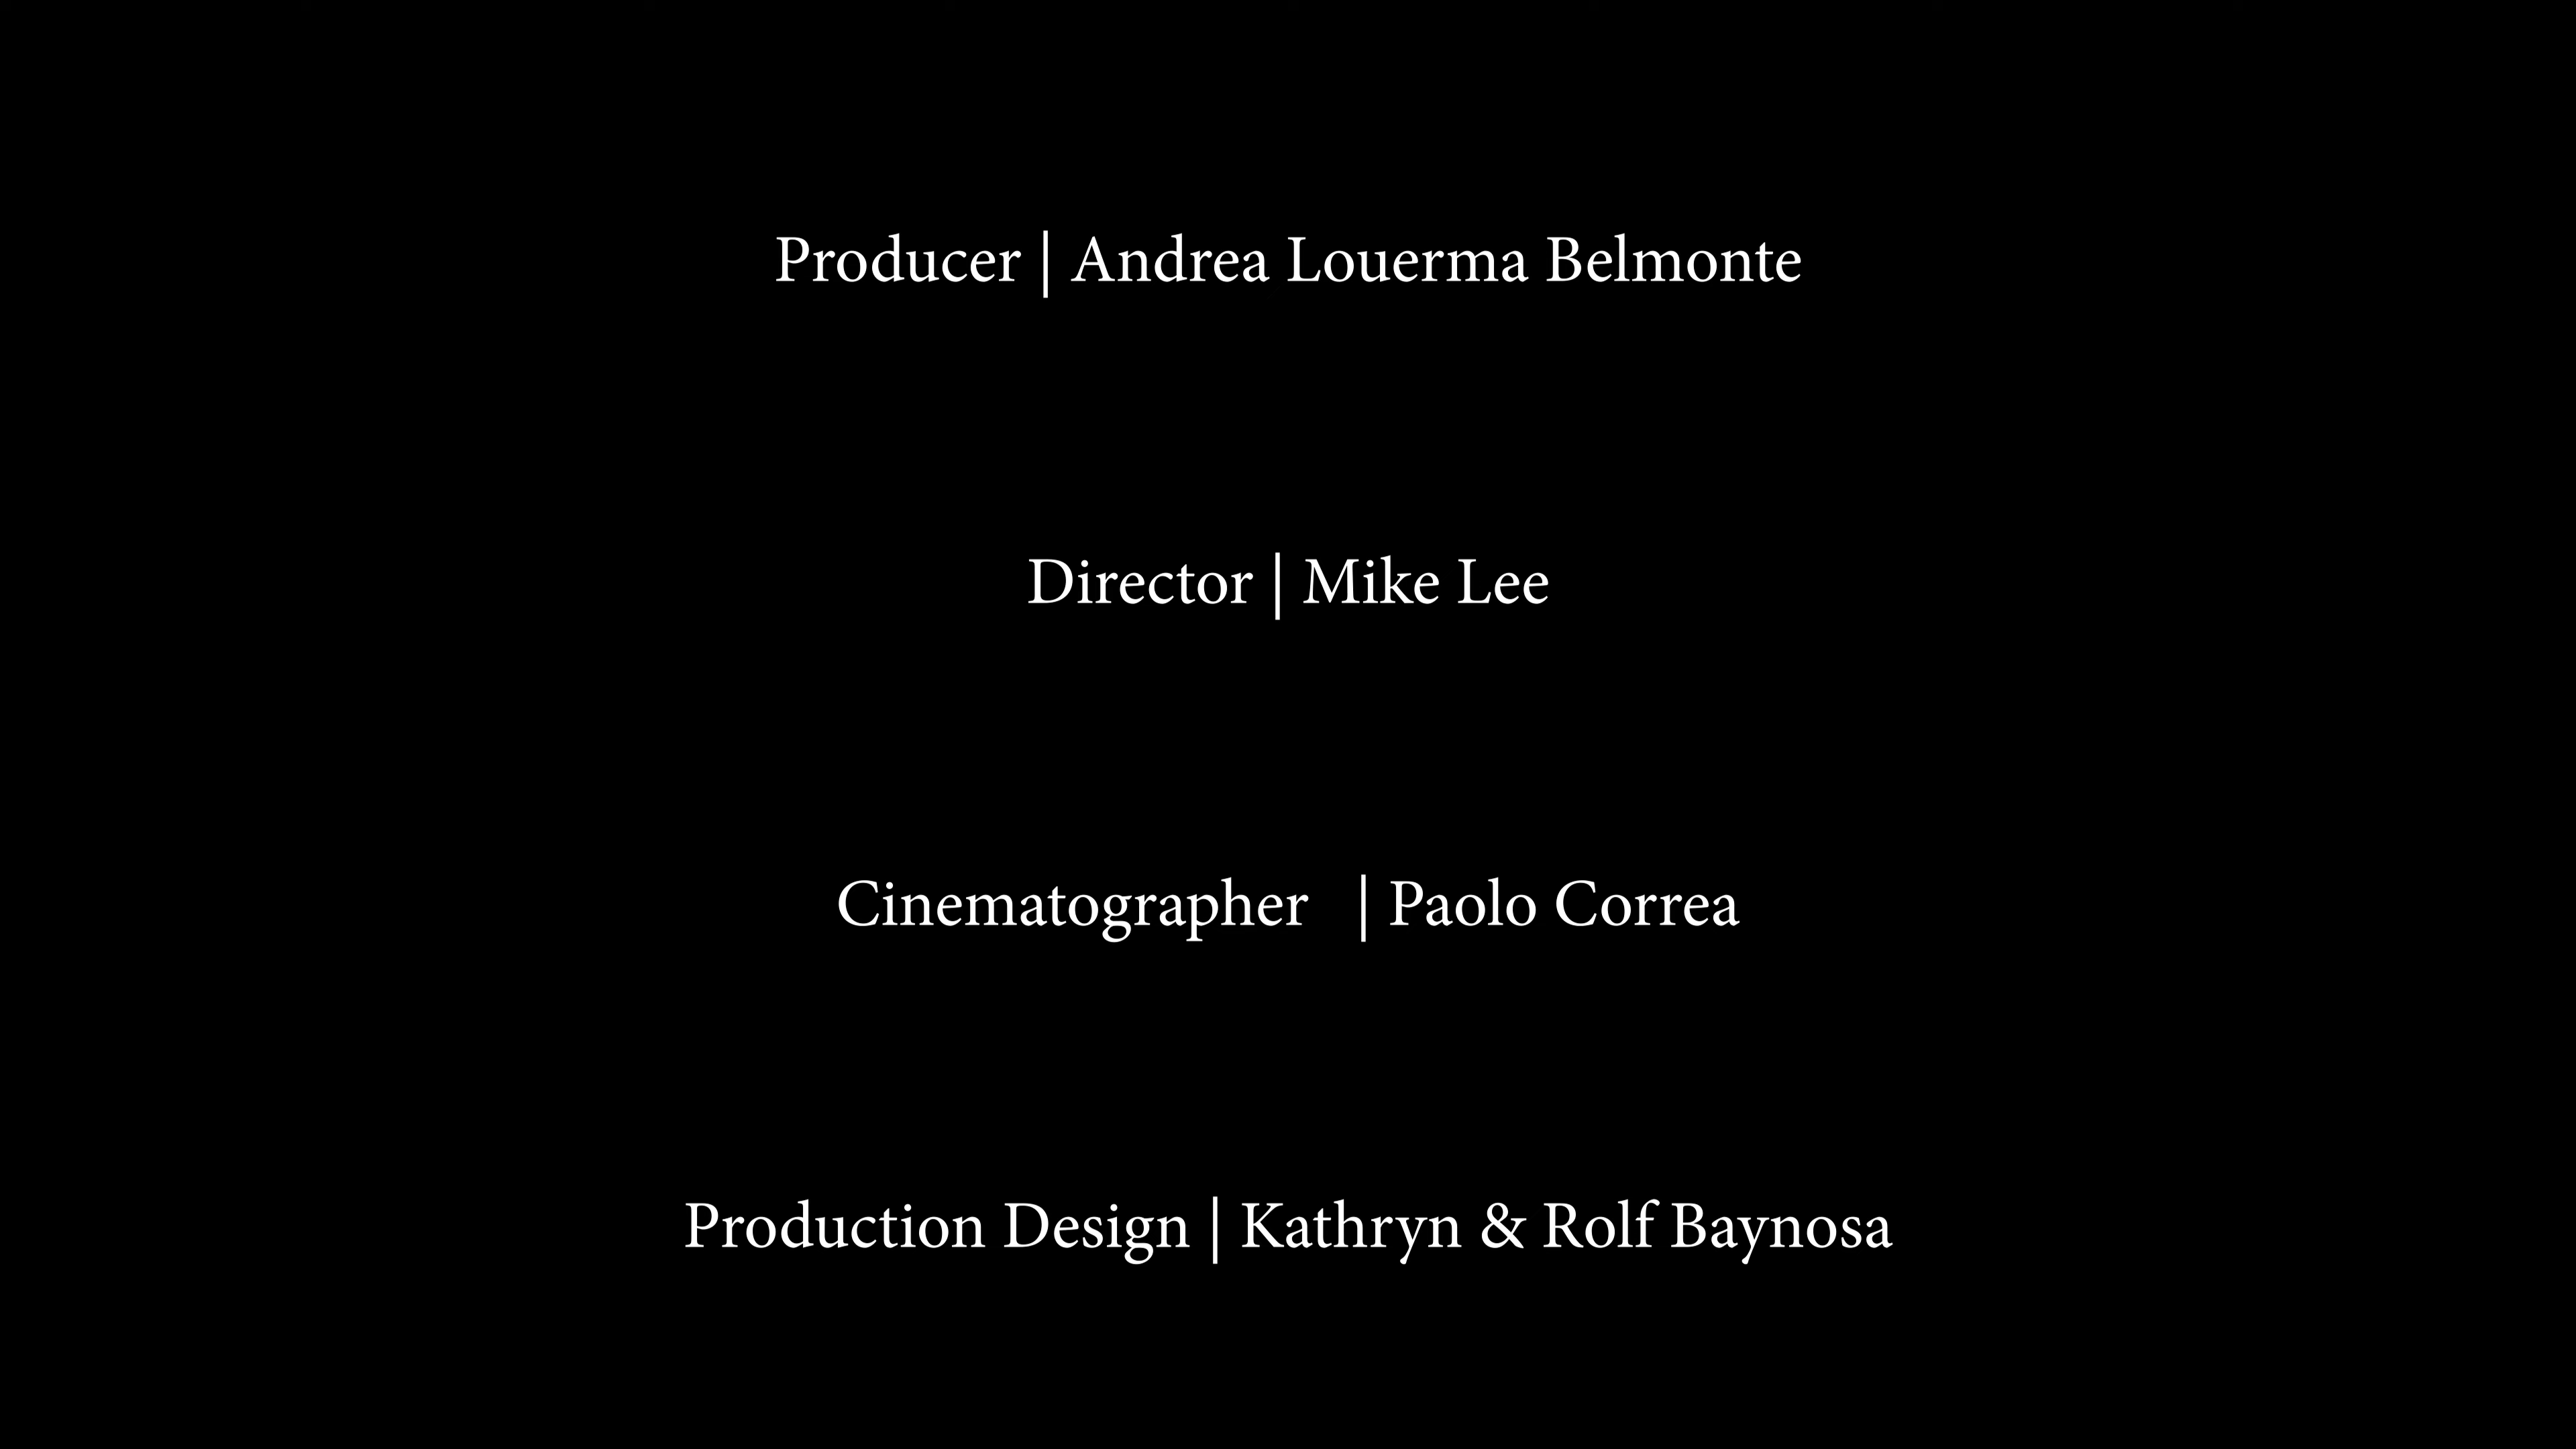 Producer | Andrea Louerma Belmonte
Director | Mike Lee
Cinematographer | Paolo Correa
Production Design | Kathryn & Rolf Baynosa